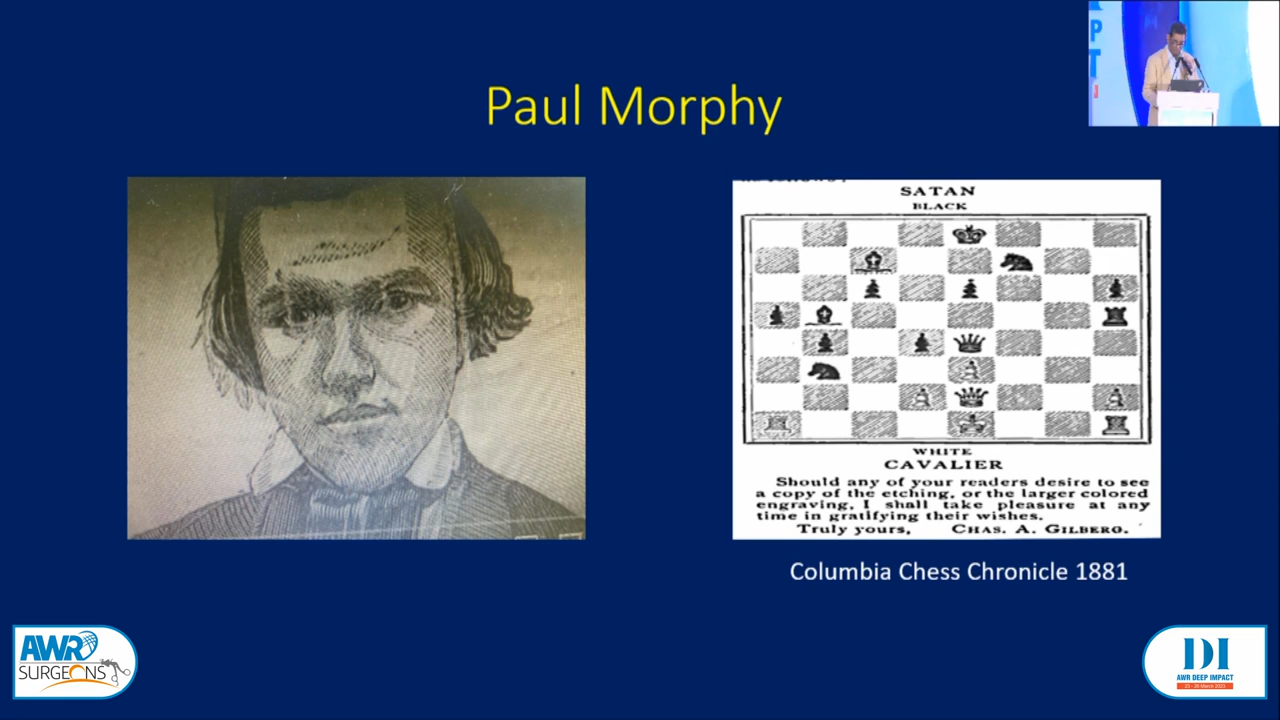 Paul Morphy
P
T
SATAN
BLACK
WHITE
CAVALIER
Should any of your readers desire to see
a copy of the etching, or the larger colored
engraving, I shall take pleasure at any
time in gratifying their wishes.
Truly yours, CHAS. A. GILBERG.
Columbia Chess Chronicle 1881
AWR
SURGEONS
DI
AWR DEEP IMPACT